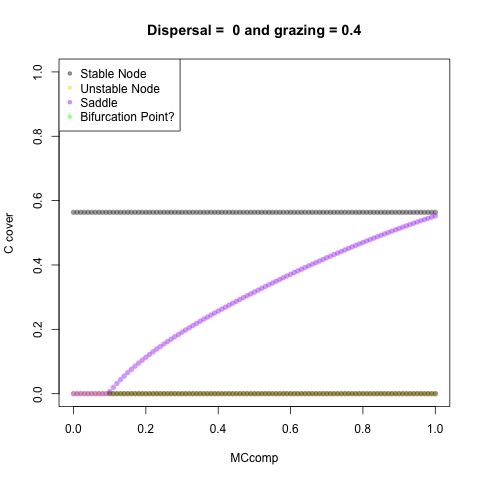 Dispersal =  0 and grazing = 0.4
Stable Node
Unstable Node
Saddle
Bifurcation Point?
1.0
0.8
0.6
0.4
0.2
0.0
C cover
0.0 0.2 0.4 0.6 0.8 1.0
MCcomp